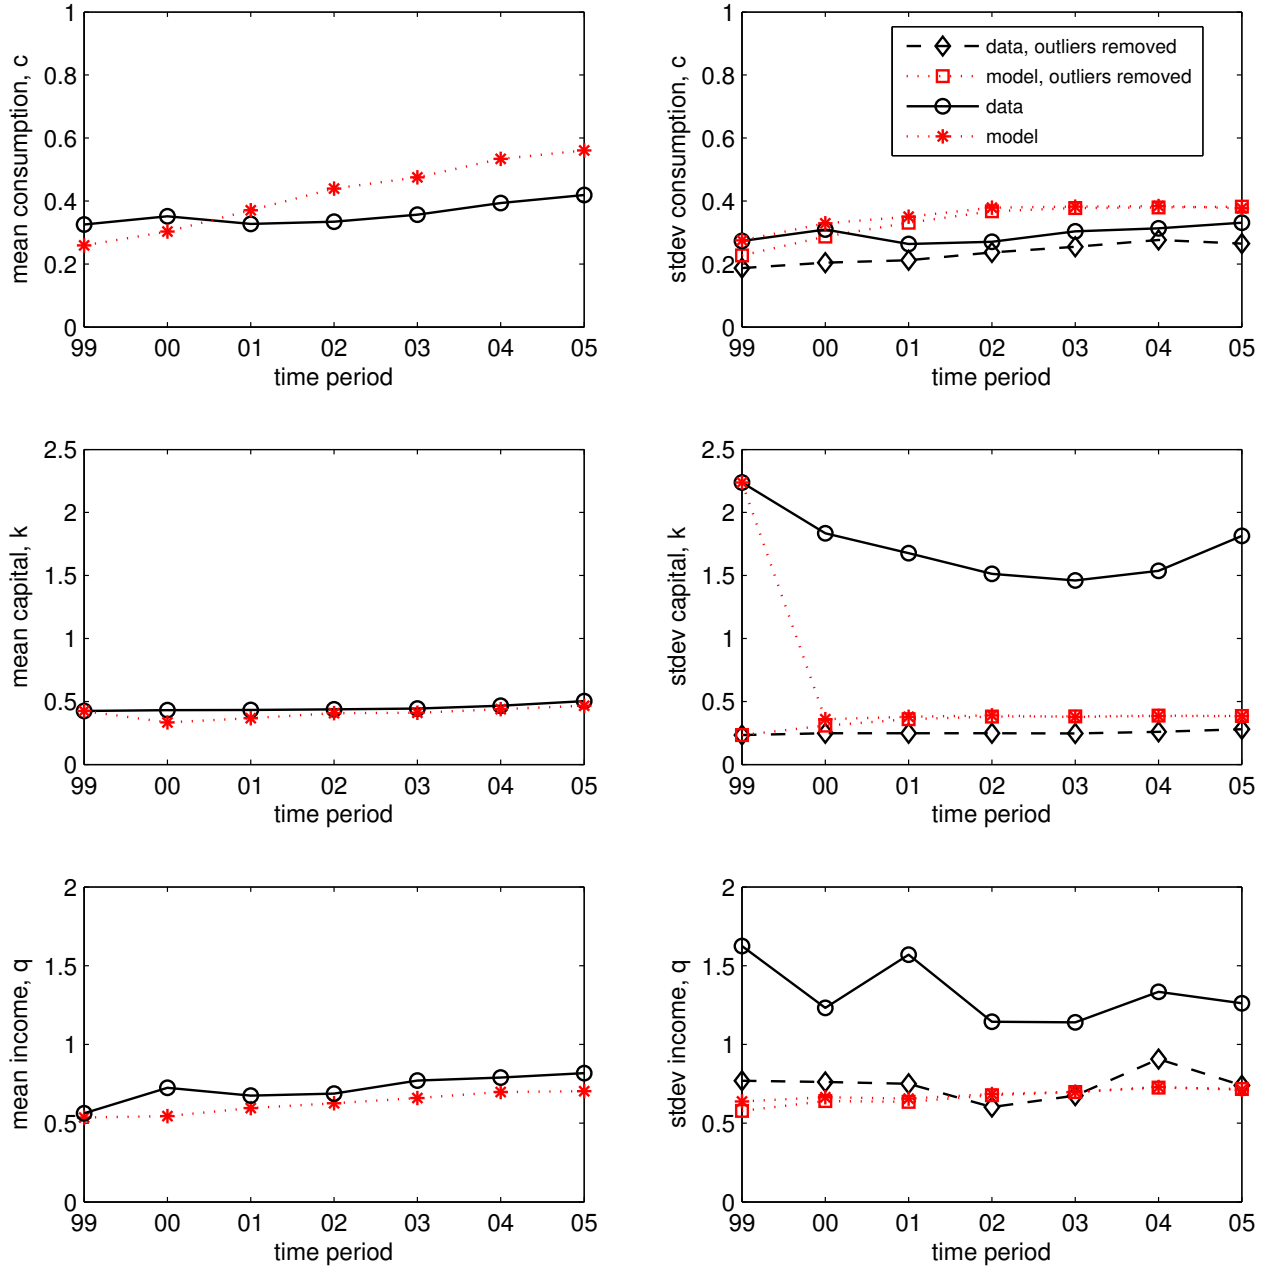 mean consumption, c
1
0.8
0.6
0.4
0.2
0
99 00 01 02 03 04 05
time period
stdev consumption, c
1
0.8
0.6
0.4
0.2
0
99 00 01 02 03 04 05
time period
data, outliers removed
model, outliers removed
data
model
mean capital, k
2.5
2
1.5
1
0.5
0
99 00 01 02 03 04 05
time period
stdev capital, k
2.5
2
1.5
1
0.5
0
99 00 01 02 03 04 05
time period
mean income, q
2
1.5
1
0.5
0
99 00 01 02 03 04 05
time period
stdev income, q
2
1.5
1
0.5
0
99 00 01 02 03 04 05
time period